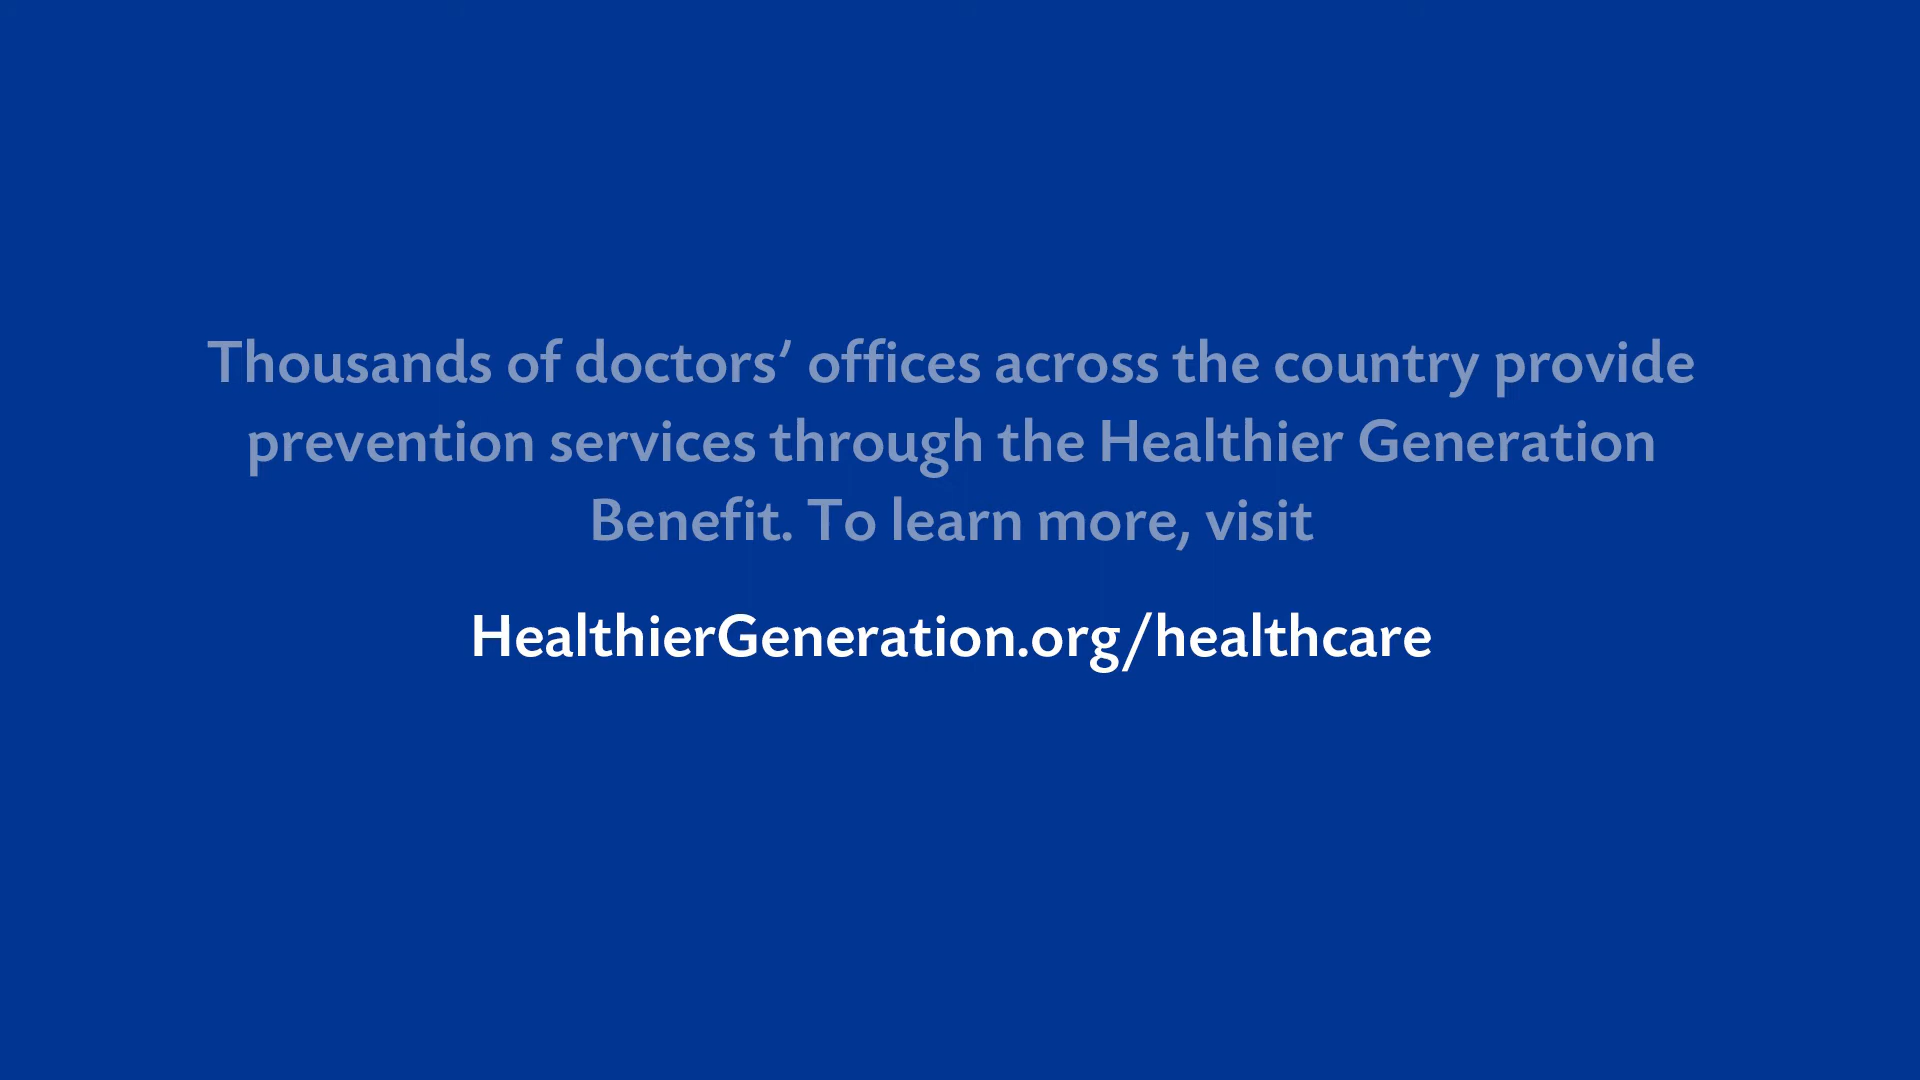 Thousands of doctors’ offices across the country provide
prevention services through the Healthier Generation
Benefit. To learn more, visit
HealthierGeneration.org/healthcare